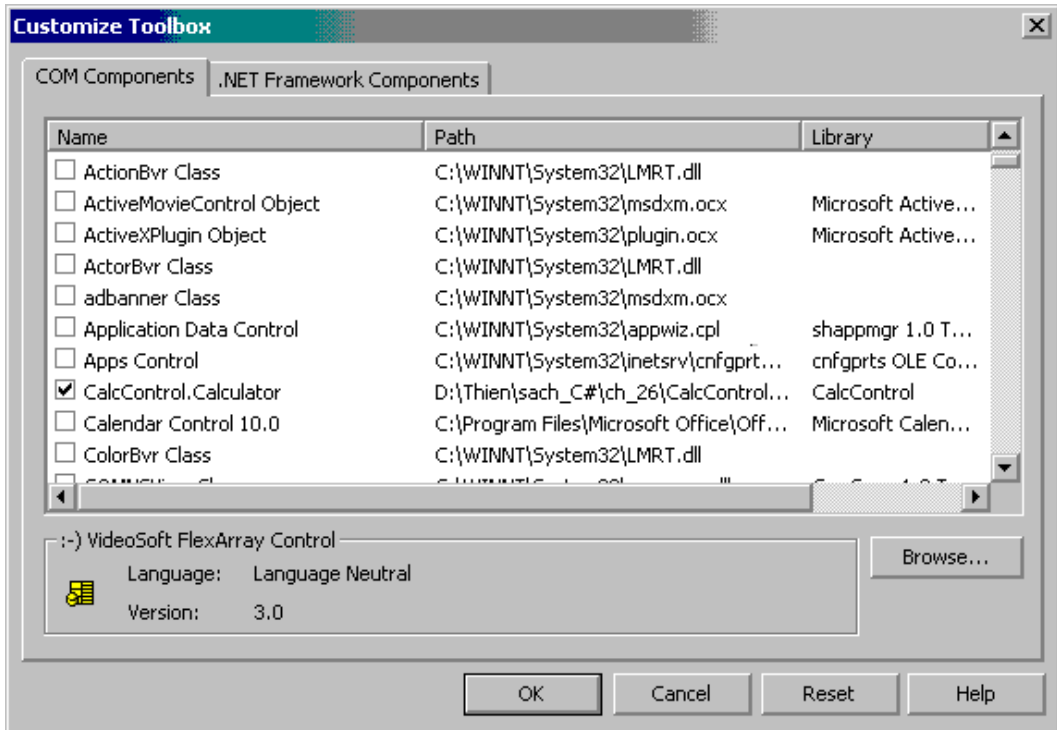 Customize Toolbox
COM Components .NET Framework Components
Name Path Library
ActionBvr Class C:\WINNT\System32\LMRT.dll
ActiveMovieControl Object C:\WINNT\System32\msdxm.ocx Microsoft Active...
ActiveXPlugin Object C:\WINNT\System32\plugin.ocx Microsoft Active...
ActorBvr Class C:\WINNT\System32\LMRT.dll
adbanner Class C:\WINNT\System32\msdxm.ocx
Application Data Control C:\WINNT\System32\appwiz.cpl shappmgr 1.0 T...
Apps Control C:\WINNT\System32\inetsrv\cnfgprt... cnfgprts OLE Co...
CalcControl.Calculator D:\Thien\sach_C#\ch_26\CalcControl... CalcControl
Calendar Control 10.0 C:\Program Files\Microsoft Office\Off... Microsoft Calen...
ColorBvr Class C:\WINNT\System32\LMRT.dll
:-) VideoSoft FlexArray Control
Browse...
Language: Language Neutral
Version: 3.0
OK Cancel Reset Help